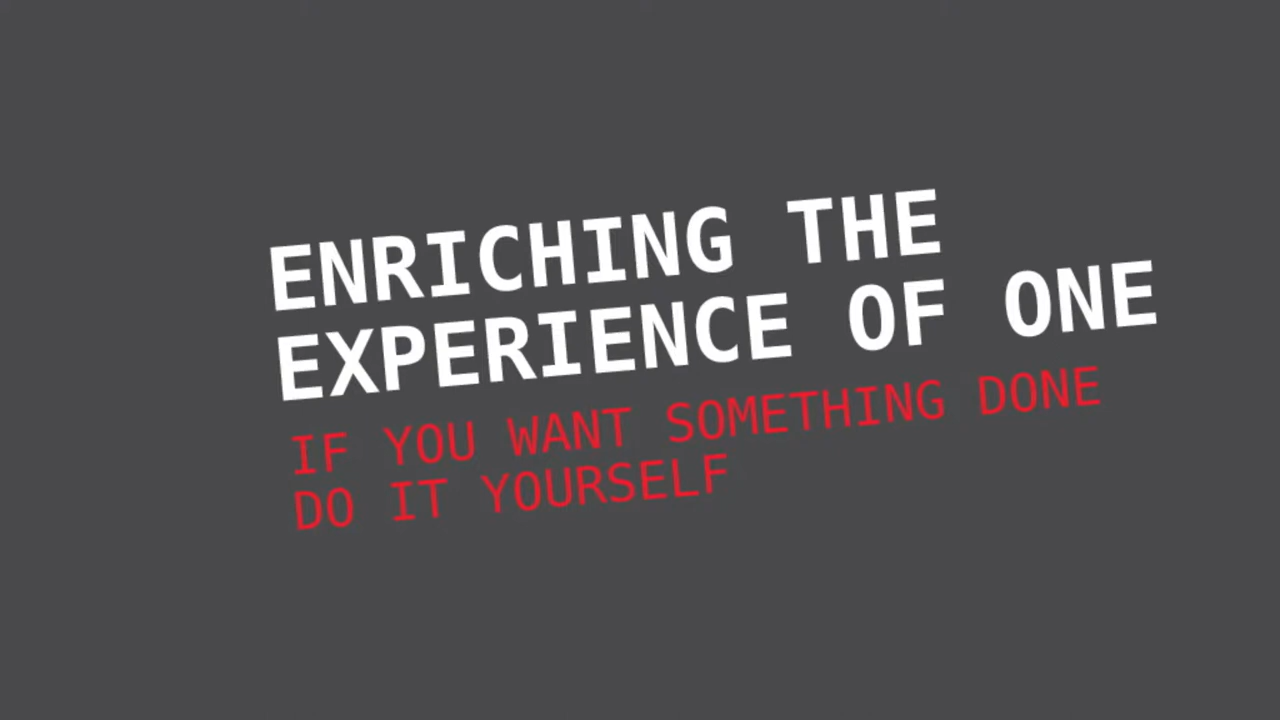 ENRICHING THE
EXPERIENCE OF ONE
IF YOU WANT SOMETHING DONE
DO IT YOURSELF